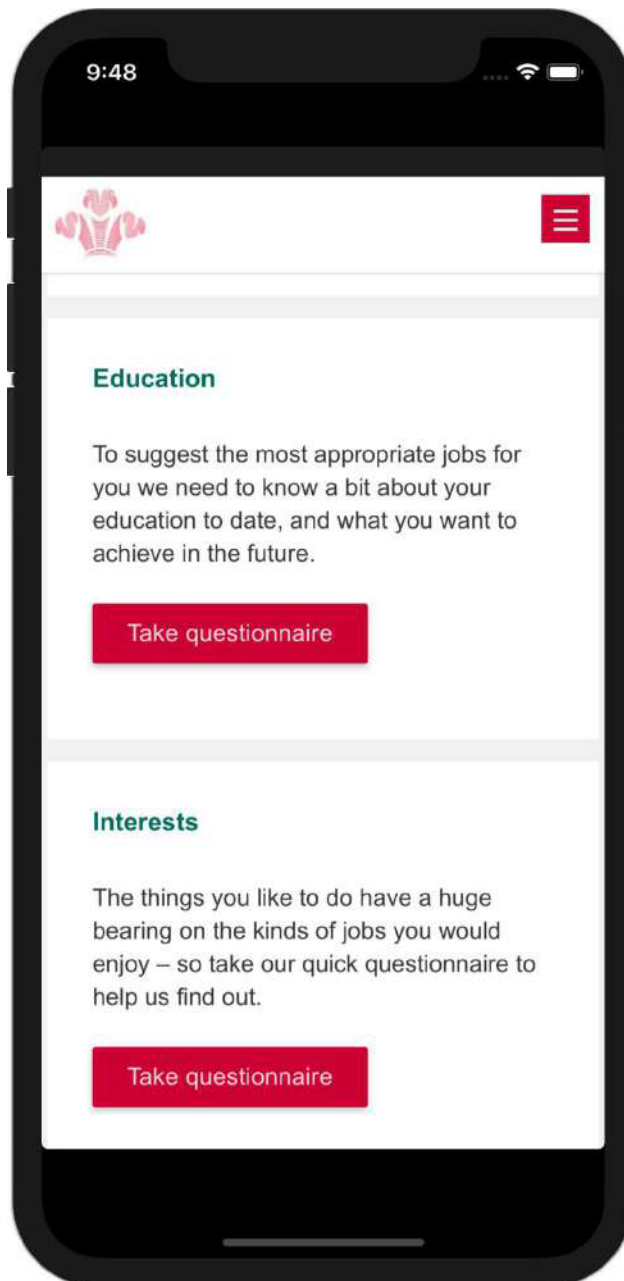 9:48
Education
To suggest the most appropriate jobs for
you we need to know a bit about your
education to date, and what you want to
achieve in the future.
Take questionnaire
Interests
The things you like to do have a huge
bearing on the kinds of jobs you would
enjoy – so take our quick questionnaire to
help us find out.
Take questionnaire